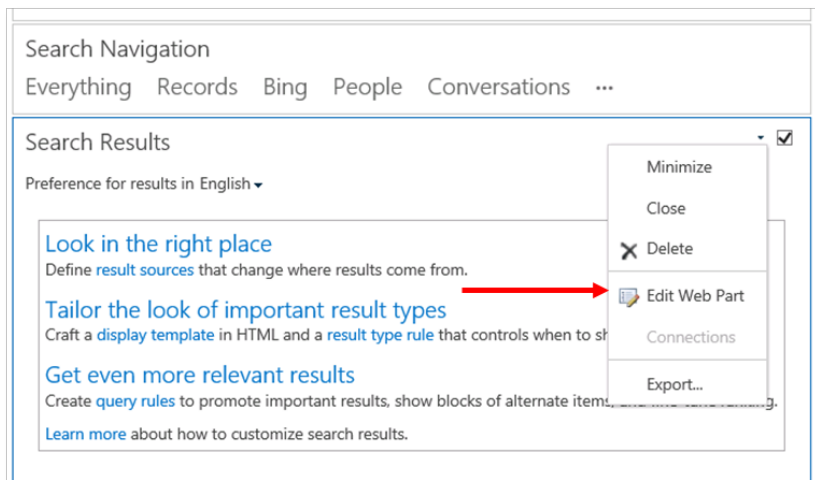 Search Navigation
Everything Records Bing People Conversations ...
Search Results
Preference for results in English
Minimize
Close
Delete
Edit Web Part
Connections
Export...
Look in the right place
Define result sources that change where results come from.
Tailor the look of important result types
Craft a display template in HTML and a result type rule that controls when to
Get even more relevant results
Create query rules to promote important results, show blocks of alternate items,
Learn more about how to customize search results.